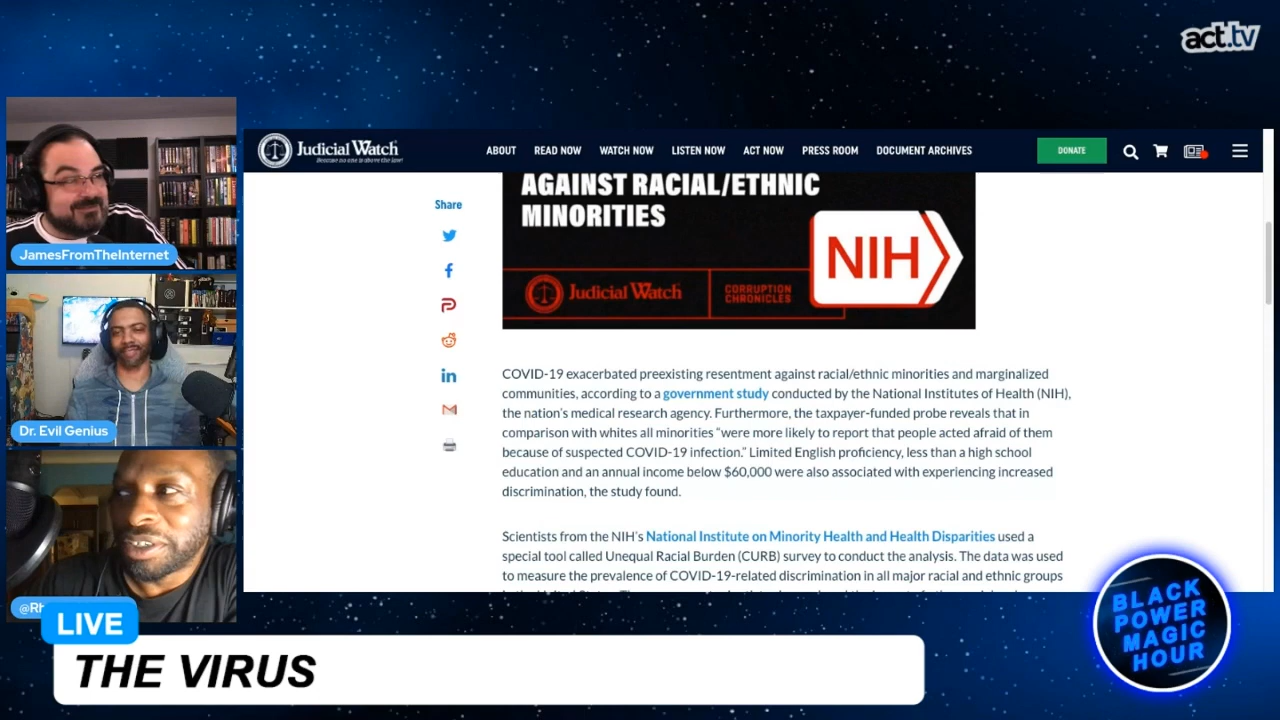 act.tv
JamesFromTheInternet
Dr. Evil Genius
LIVE
THE VIRUS
Judicial Watch
Because no one is above the law!
ABOUT READ NOW WATCH NOW LISTEN NOW ACT NOW PRESS ROOM DOCUMENT ARCHIVES DONATE
Share
AGAINST RACIAL/ETHNIC
MINORITIES
NIH
Judicial Watch
CORRUPTION
CHRONICLES
COVID-19 exacerbated preexisting resentment against racial/ethnic minorities and marginalized
communities, according to a government study conducted by the National Institutes of Health (NIH),
the nation's medical research agency. Furthermore, the taxpayer-funded probe reveals that in
comparison with whites all minorities “were more likely to report that people acted afraid of them
because of suspected COVID-19 infection.” Limited English proficiency, less than a high school
education and an annual income below $60,000 were also associated with experiencing increased
discrimination, the study found.
Scientists from the NIH's National Institute on Minority Health and Health Disparities used a
special tool called Unequal Racial Burden (CURB) survey to conduct the analysis. The data was used
to measure the prevalence of COVID-19-related discrimination in all major racial and ethnic groups
BLACK
POWER
MAGIC
HOUR